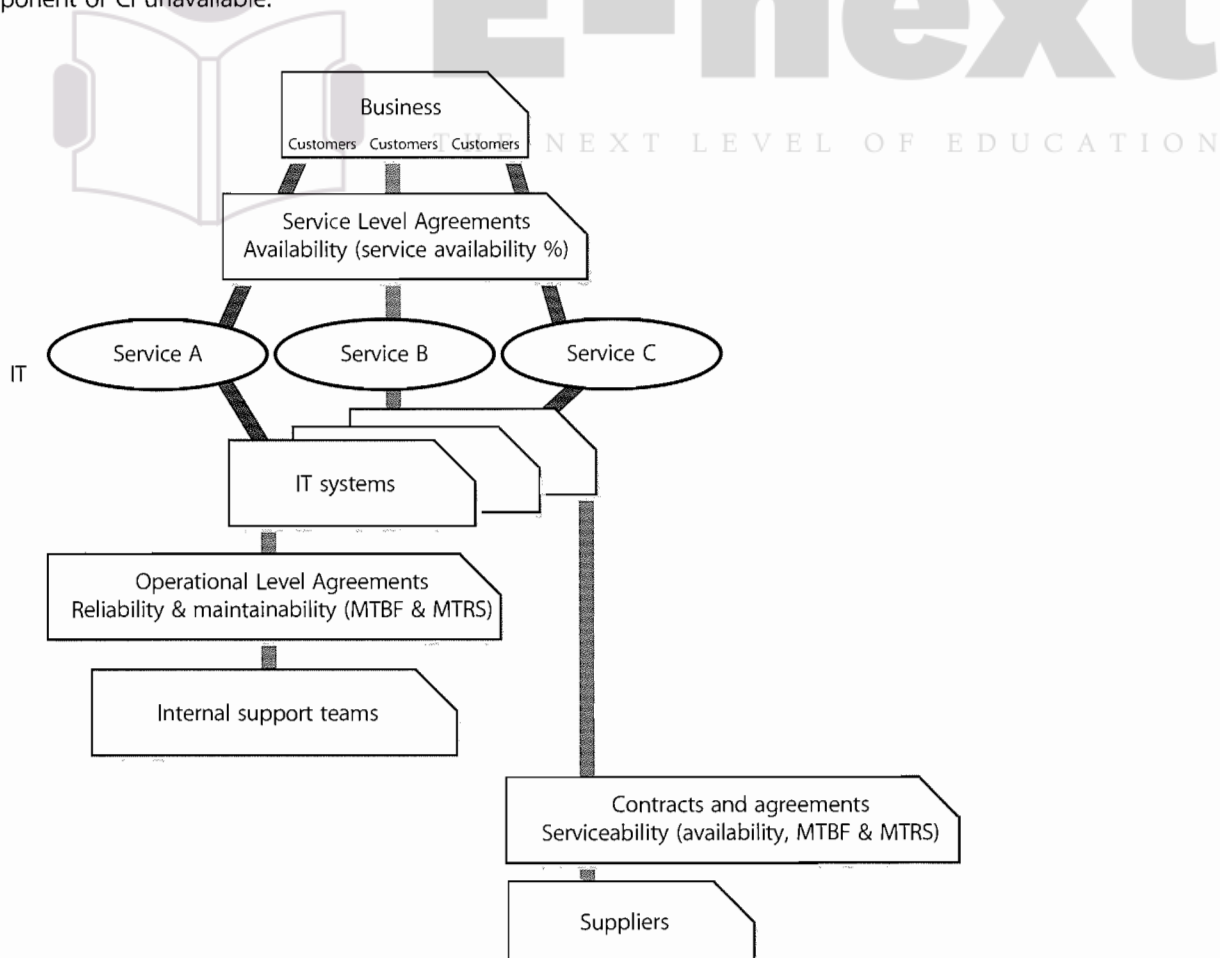 ponent or CI unavailable.
E-next
THE NEXT LEVEL OF EDUCATION
Business
Customers Customers Customers
Service Level Agreements
Availability (service availability %)
Service A
Service B
Service C
IT
IT systems
Operational Level Agreements
Reliability & maintainability (MTBF & MTRS)
Internal support teams
Contracts and agreements
Serviceability (availability, MTBF & MTRS)
Suppliers